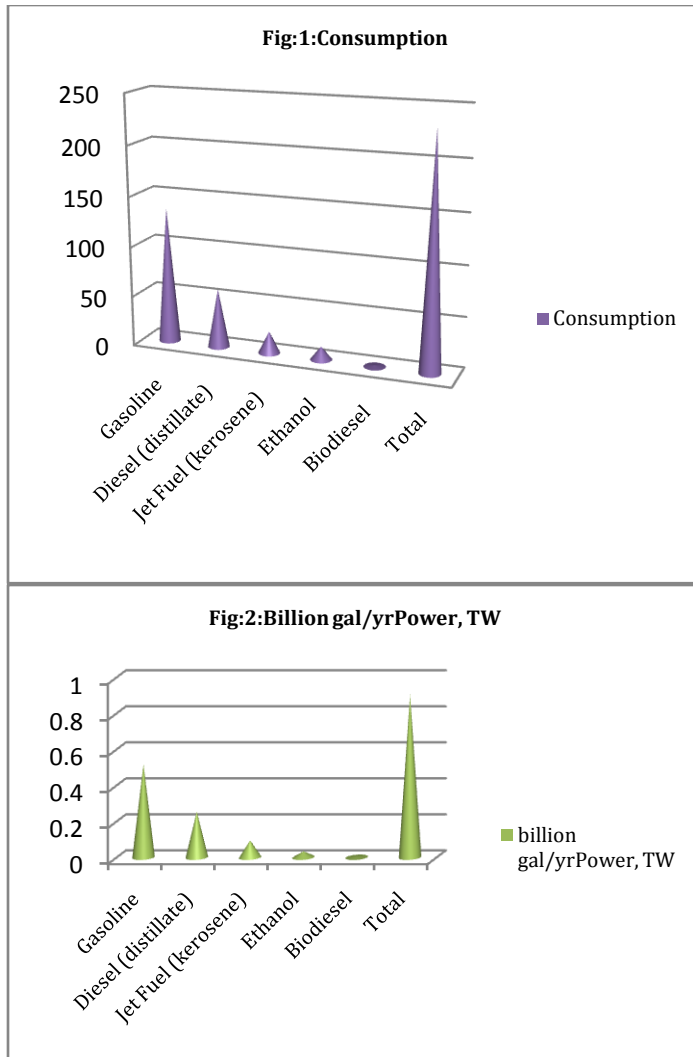 Fig:1:Consumption
250
200
150
100
50
0
Gasoline
Diesel (distillate)
Jet Fuel (kerosene)
Ethanol
Biodiesel
Total
Consumption
Fig:2:Billion gal/yrPower, TW
1
0.8
0.6
0.4
0.2
0
Gasoline
Diesel (distillate)
Jet Fuel (kerosene)
Ethanol
Biodiesel
Total
billion
gal/yrPower, TW